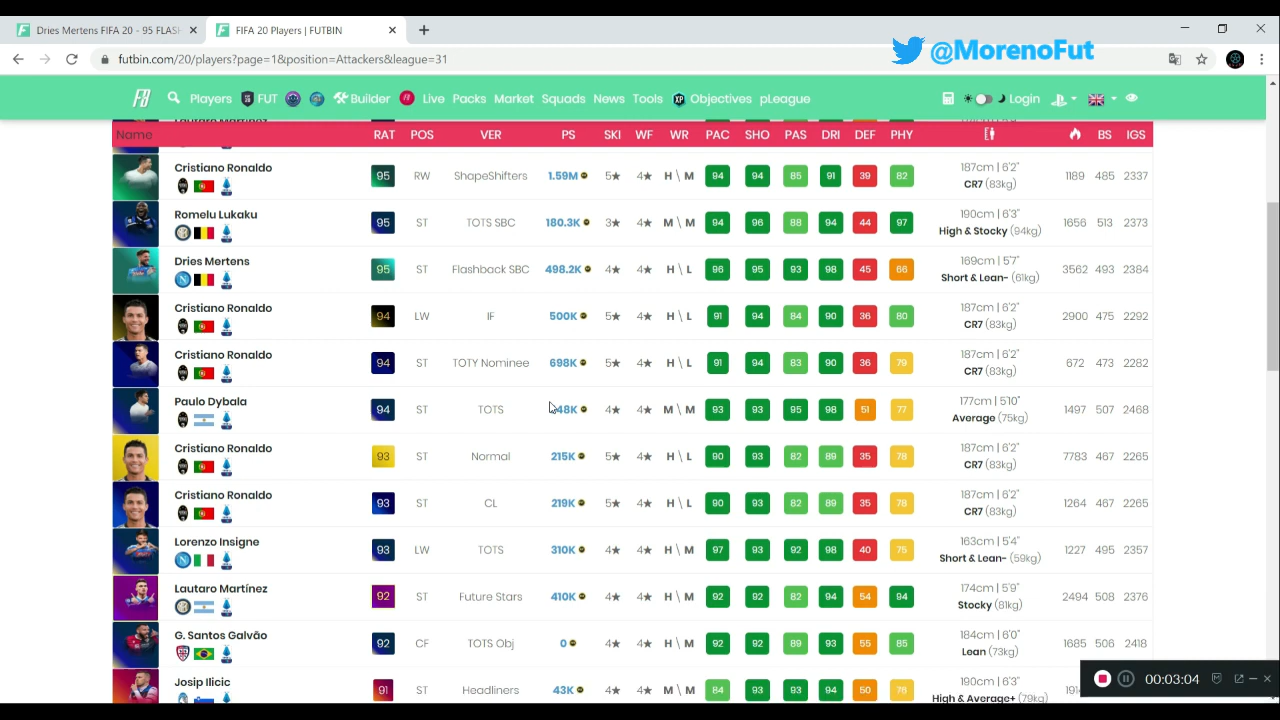 Dries Mertens FIFA 20 - 95 FLASH
FIFA 20 Players | FUTBIN
futbin.com/20/players?page=1&position=Attackers&league=31
@MorenoFut
Players FUT Builder Live Packs Market Squads News Tools Objectives pLeague Login
Name RAT POS VER PS SKI WF WR PAC SHO PAS DRI DEF PHY BS IGS
Cristiano Ronaldo 95 RW ShapeShifters 1.59M 5★ 4★ H \ M 94 94 85 91 39 82 187cm | 6'2" 1189 485 2337
CR7 (83kg)
Romelu Lukaku 95 ST TOTS SBC 180.3K 3★ 4★ M \ M 94 96 88 94 44 97 190cm | 6'3" 1656 513 2373
High & Stocky (94kg)
Dries Mertens 95 ST Flashback SBC 498.2K 4★ 4★ H \ L 96 95 93 98 45 66 169cm | 5'7" 3562 493 2384
Short & Lean- (61kg)
Cristiano Ronaldo 94 LW IF 500K 5★ 4★ H \ L 91 94 84 90 36 80 187cm | 6'2" 2900 475 2292
CR7 (83kg)
Cristiano Ronaldo 94 ST TOTY Nominee 698K 5★ 4★ H \ L 91 94 83 90 36 79 187cm | 6'2" 672 473 2282
CR7 (83kg)
Paulo Dybala 94 ST TOTS 4★ 4★ M \ M 93 93 95 98 51 77 177cm | 5'10" 1497 507 2468
Average (75kg)
Cristiano Ronaldo 93 ST Normal 215K 5★ 4★ H \ L 90 93 82 89 35 78 187cm | 6'2" 7783 467 2265
CR7 (83kg)
Cristiano Ronaldo 93 ST CL 219K 5★ 4★ H \ L 90 93 82 89 35 78 187cm | 6'2" 1264 467 2265
CR7 (83kg)
Lorenzo Insigne 93 LW TOTS 310K 4★ 4★ H \ M 97 93 92 98 40 75 163cm | 5'4" 1227 495 2357
Short & Lean- (59kg)
Lautaro Martínez 92 ST Future Stars 410K 4★ 4★ H \ M 92 92 82 94 54 94 174cm | 5'9" 2494 508 2376
Stocky (81kg)
G. Santos Galvão 92 CF TOTS Obj 0 4★ 4★ H \ M 92 92 89 93 55 85 184cm | 6'0" 1685 506 2418
Lean (73kg)
Josip Ilicic 91 ST Headliners 43K 4★ 4★ M \ M 84 93 93 94 50 76 190cm | 6'3"
High & Average+ (79kg)
00:03:04